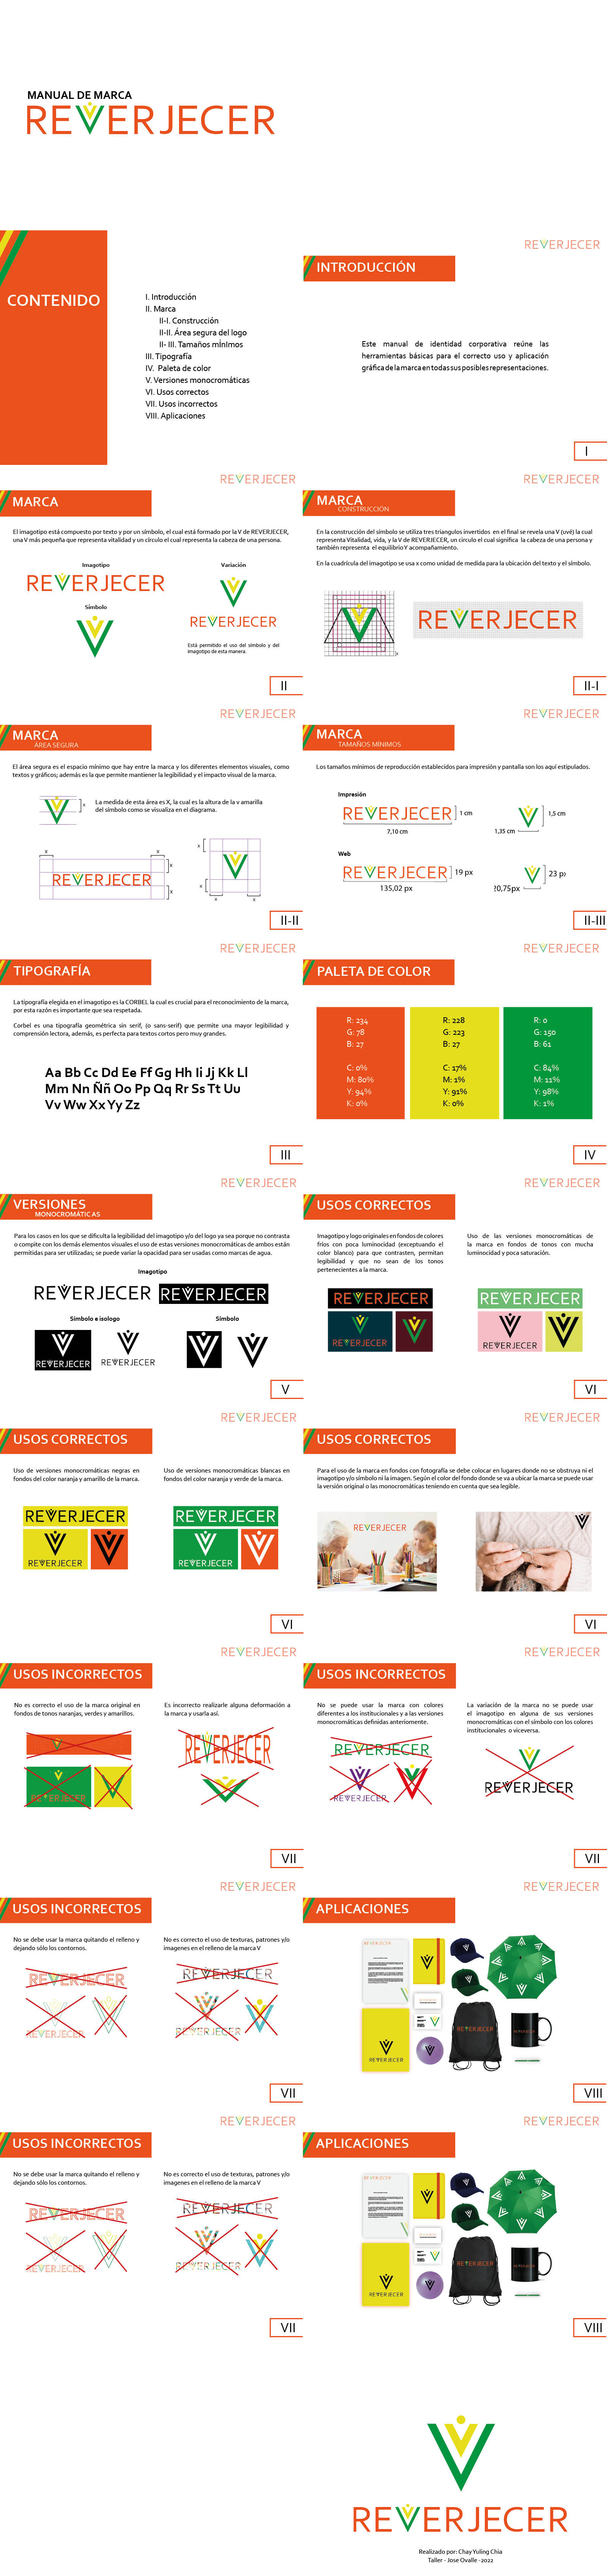 MANUAL DE MARCA
REVERJECER
CONTENIDO
I. Introducción
II. Marca
II-I. Construcción
II-II. Área segura del logo
II- III. Tamaños mínImos
III. Tipografía
IV. Paleta de color
V. Versiones monocromáticas
VI. Usos correctos
VII. Usos incorrectos
VIII. Aplicaciones
REVERJECER
INTRODUCCIÓN
Este manual de identidad corporativa reúne las
herramientas básicas para el correcto uso y aplicación
gráfica de la marca en todas sus posibles representaciones.
I
REVERJECER
MARCA
El imagotipo está compuesto por texto y por un símbolo, el cual está formado por la V de REVERJECER,
una V más pequeña que representa vitalidad y un círculo el cual representa la cabeza de una persona.
Imagotipo
REVERJECER
Símbolo
Variación
REVERJECER
Está permitido el uso del símbolo y del
imagotipo de esta manera.
II
REVERJECER
MARCA
CONSTRUCCIÓN
En la construcción del símbolo se utiliza tres triangulos invertidos en el final se revela una V (uvé) la cual
representa Vitalidad, vida, y la V de REVERJECER, un círculo el cual significa la cabeza de una persona y
también representa el equilibrio Y acompañamiento.
En la cuadrícula del imagotipo se usa x como unidad de medida para la ubicación del texto y el símbolo.
x
REVERJECER
II-I
REVERJECER
MARCA
ÁREA SEGURA
El área segura es el espacio mínimo que hay entre la marca y los diferentes elementos visuales, como
textos y gráficos; además es la que permite mantener la legibilidad y el impacto visual de la marca.
x
La medida de esta área es X, la cual es la altura de la v amarilla
del símbolo como se visualiza en el diagrama.
x
x
x
x
REVERJECER
x
x
x
x
II-II
REVERJECER
MARCA
TAMAÑOS MÍNIMOS
Los tamaños mínimos de reproducción establecidos para impresión y pantalla son los aquí estipulados.
Impresión
REVERJECER
1 cm
7,10 cm
1,5 cm
1,35 cm
Web
REVERJECER
19 px
135,02 px
23 px
20,75px
II-III
REVERJECER
TIPOGRAFÍA
La tipografía elegida en el imagotipo es la CORBEL la cual es crucial para el reconocimiento de la marca,
por esta razón es importante que sea respetada.
Corbel es una tipografía geométrica sin serif, (o sans-serif) que permite una mayor legibilidad y
comprensión lectora, además, es perfecta para textos cortos pero muy grandes.
Aa Bb Cc Dd Ee Ff Gg Hh Ii Jj Kk Ll
Mm Nn Ññ Oo Pp Qq Rr Ss Tt Uu
Vv Ww Xx Yy Zz
III
REVERJECER
PALETA DE COLOR
R: 234
G: 78
B: 27
C: 0%
M: 80%
Y: 94%
K: 0%
R: 228
G: 223
B: 27
C: 17%
M: 1%
Y: 91%
K: 0%
R: 0
G: 150
B: 61
C: 84%
M: 11%
Y: 98%
K: 1%
IV
REVERJECER
VERSIONES
MONOCROMÁTICAS
Para los casos en los que se dificulta la legibilidad del imagotipo y/o del logo ya sea porque no contrasta
o compite con los demás elementos visuales el uso de estas versiones monocromáticas de ambos están
permitidas para ser utilizadas; se puede variar la opacidad para ser usadas como marcas de agua.
Imagotipo
REVERJECER
REVERJECER
Símbolo e isologo
Símbolo
REVERJECER
REVERJECER
V
REVERJECER
USOS CORRECTOS
Imagotipo y logo originales en fondos de colores
fríos con poca luminocidad (exceptuando el
color blanco) para que contrasten, permitan
legibilidad y que no sean de los tonos
pertenecientes a la marca.
REVERJECER
REVERJECER
Uso de las versiones monocromáticas de
la marca en fondos de tonos con mucha
luminocidad y poca saturación.
REVERJECER
REVERJECER
VI
REVERJECER
USOS CORRECTOS
Uso de versiones monocromáticas negras en
fondos del color naranja y amarillo de la marca.
REVERJECER
REVERJECER
Uso de versiones monocromáticas blancas en
fondos del color naranja y verde de la marca.
REVERJECER
REVERJECER
VI
REVERJECER
USOS CORRECTOS
Para el uso de la marca en fondos con fotografía se debe colocar en lugares donde no se obstruya ni el
imagotipo y/o símbolo ni la imagen. Según el color del fondo donde se va a ubicar la marca se puede usar
la versión original o las monocromáticas teniendo en cuenta que sea legible.
REVERJECER
VI
REVERJECER
USOS INCORRECTOS
No es correcto el uso de la marca original en
fondos de tonos naranjas, verdes y amarillos.
REVERJECER
Es incorrecto realizarle alguna deformación a
la marca y usarla así.
REVERJECER
VII
REVERJECER
USOS INCORRECTOS
No se puede usar la marca con colores
diferentes a los institucionales y a las versiones
monocromáticas definidas anteriormente.
REVERJECER
REVERJECER
La variación de la marca no se puede usar
el imagotipo en alguna de sus versiones
monocromáticas con el símbolo con los colores
institucionales o viceversa.
REVERJECER
VII
REVERJECER
USOS INCORRECTOS
No se debe usar la marca quitando el relleno y
dejando sólo los contornos.
REVERJECER
REVERJECER
No es correcto el uso de texturas, patrones y/o
imagenes en el relleno de la marca V
REVERJECER
REVERJECER
VII
REVERJECER
APLICACIONES
REVERJECER
REVERJECER
REVERJECER
REVERJECER
VIII
REVERJECER
USOS INCORRECTOS
No se debe usar la marca quitando el relleno y
dejando sólo los contornos.
REVERJECER
REVERJECER
No es correcto el uso de texturas, patrones y/o
imagenes en el relleno de la marca V
REVERJECER
REVERJECER
VII
REVERJECER
APLICACIONES
REVERJECER
REVERJECER
REVERJECER
REVERJECER
VIII
REVERJECER
Realizado por: Chay Yuling Chia
Taller - Jose Ovalle -2022